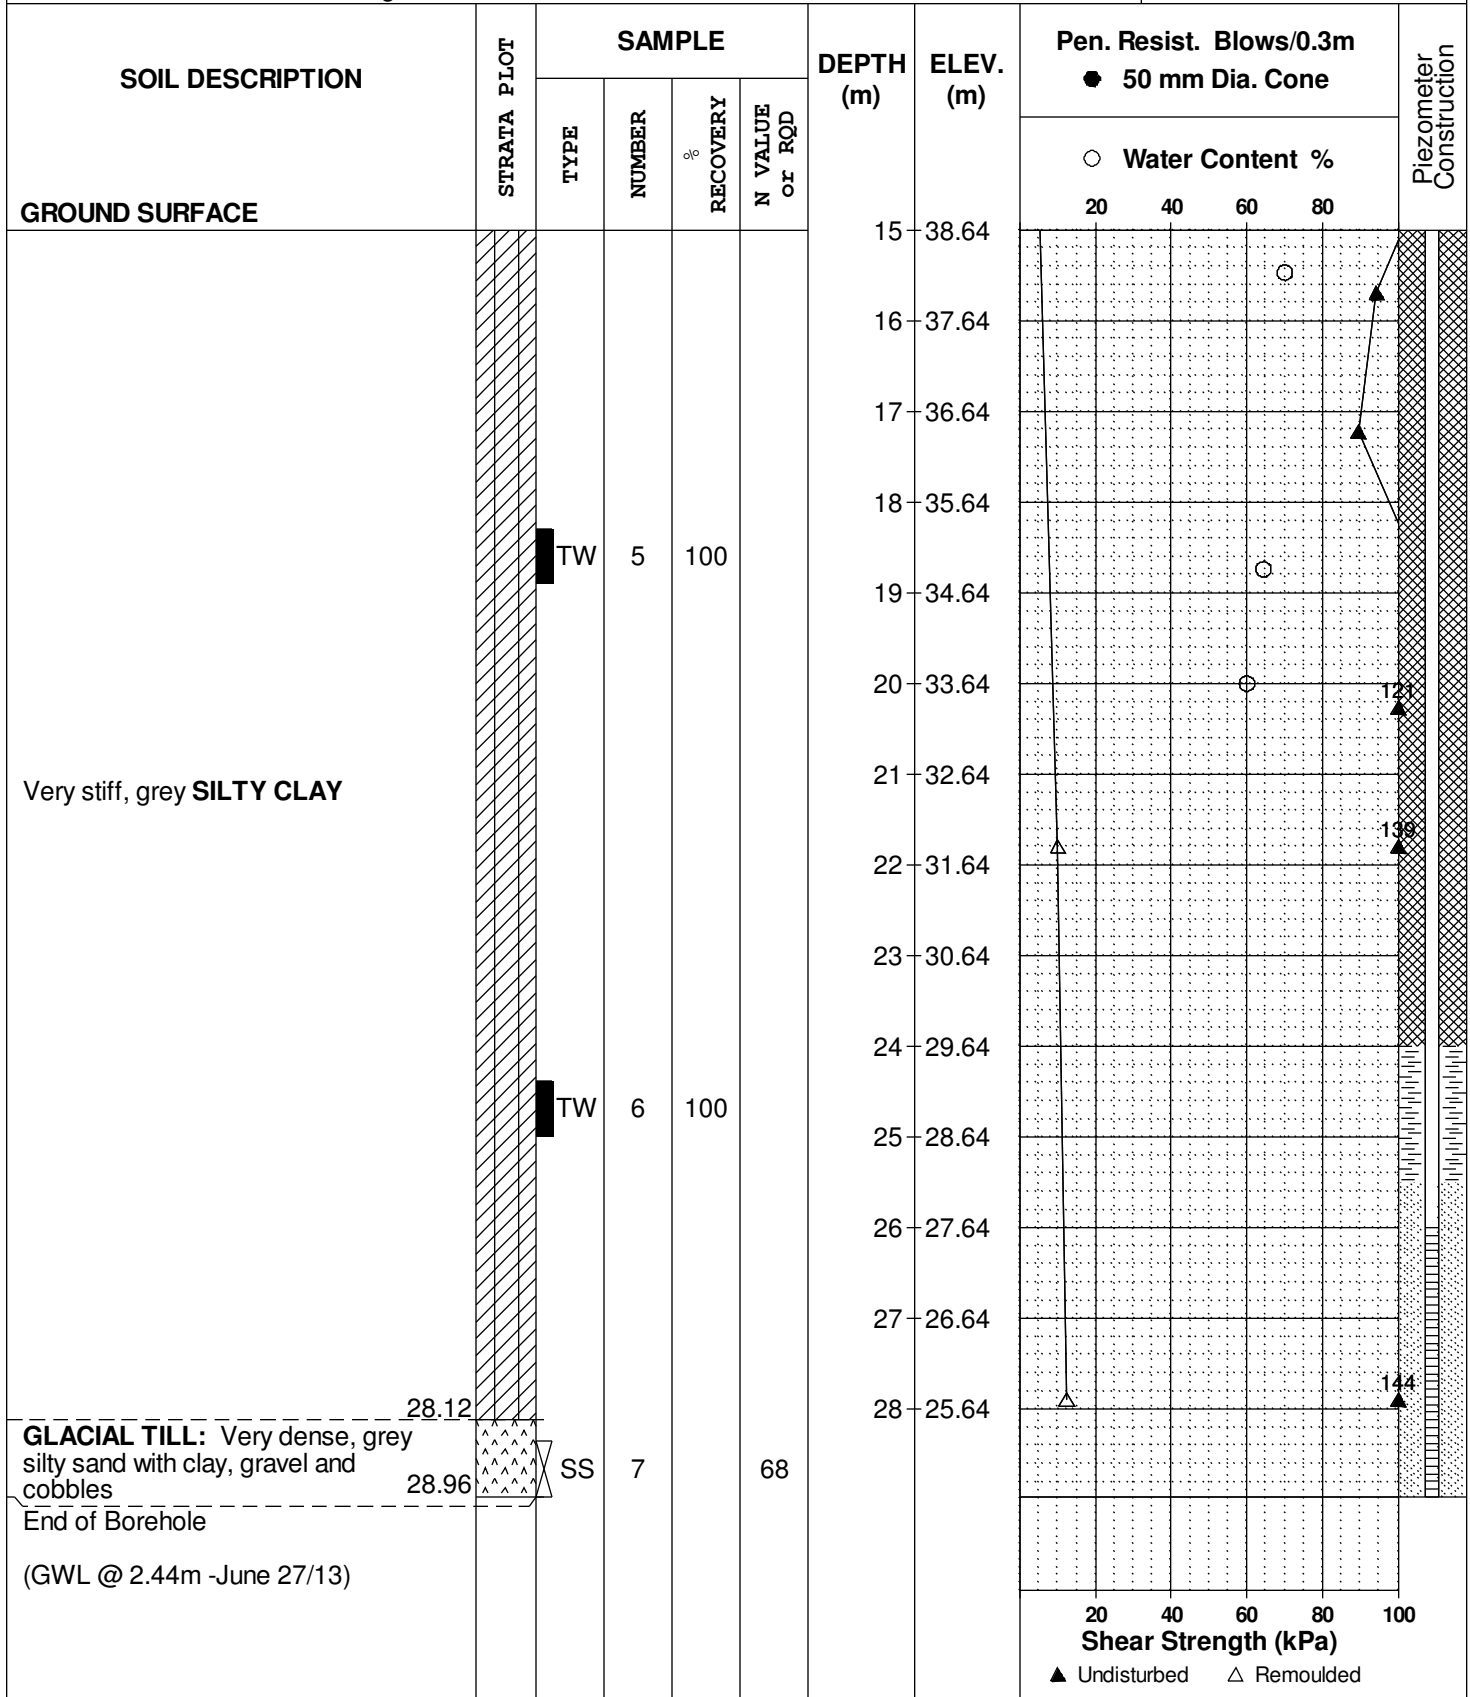 SOIL DESCRIPTION
GROUND SURFACE
STRATA PLOT
SAMPLE
TYPE
NUMBER
%
RECOVERY
N VALUE
or RQD
DEPTH
(m)
ELEV.
(m)
Pen. Resist. Blows/0.3m
50 mm Dia. Cone
Water Content %
20 40 60 80
Piezometer
Construction
15 38.64
16 37.64
17 36.64
18 35.64
TW 5 100
19 34.64
20 33.64
121
21 32.64
Very stiff, grey SILTY CLAY
139
22 31.64
23 30.64
24 29.64
TW 6 100
25 28.64
26 27.64
27 26.64
144
28.12
28 25.64
GLACIAL TILL: Very dense, grey
silty sand with clay, gravel and
cobbles 28.96
SS 7 68
End of Borehole
(GWL @ 2.44m -June 27/13)
20 40 60 80 100
Shear Strength (kPa)
Undisturbed Remoulded